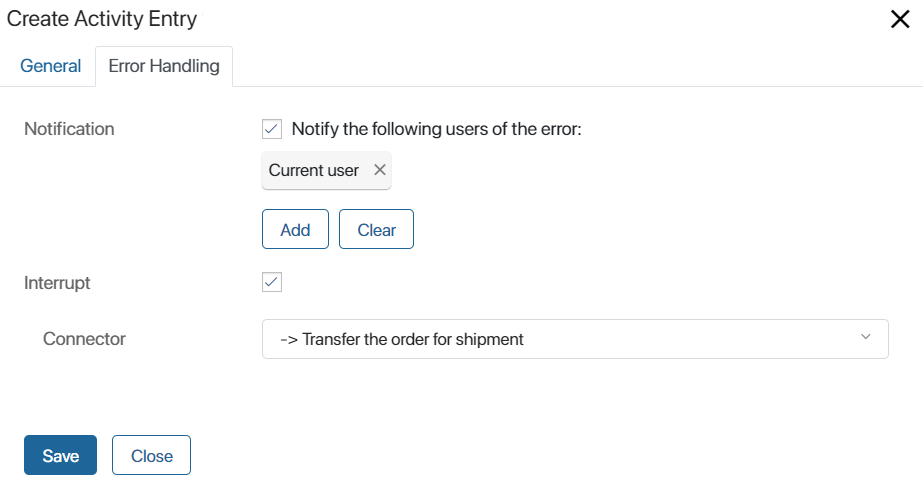 Create Activity Entry
General Error Handling
Notification
Notify the following users of the error:
Current user
Add Clear
Interrupt
Connector
-> Transfer the order for shipment
Save Close